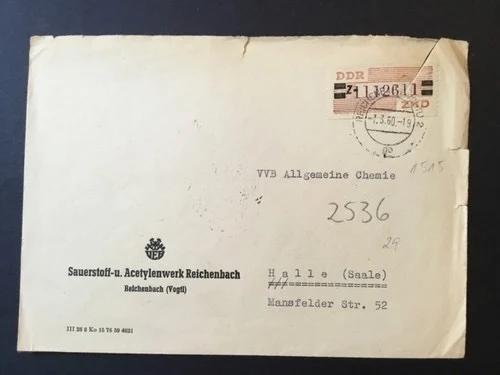 DDR
Z 1112611
ZKD
1.3.60.-19
VVB Allgemeine Chemie
1515
2536
29
VEB
Sauerstoff-u. Acetylenwerk Reichenbach
Reichenbach (Vogtl)
Halle (Saale)
Mansfelder Str. 52